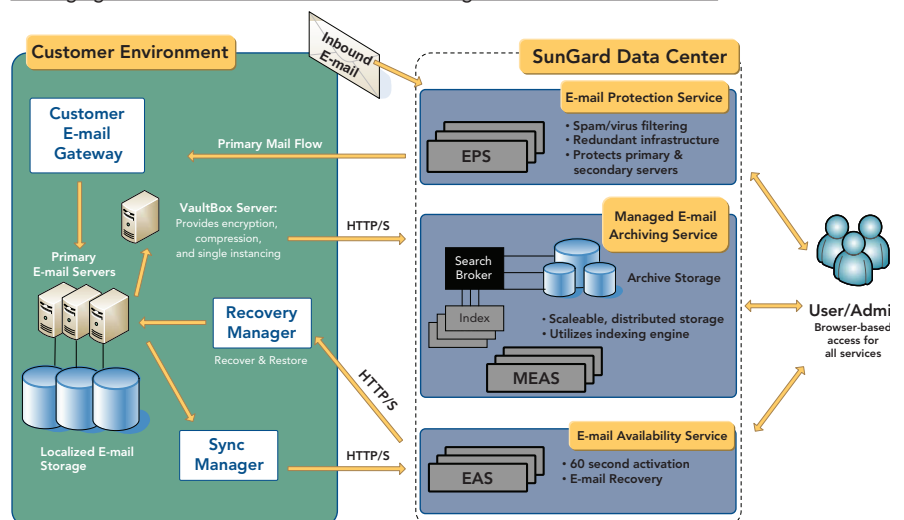 Customer Environment
Inbound
E-mail
SunGard Data Center
Customer
E-mail
Gateway
Primary Mail Flow
E-mail Protection Service
EPS
• Spam/virus filtering
• Redundant infrastructure
• Protects primary &
secondary servers
VaultBox Server:
Provides encryption,
compression,
and single instancing
HTTP/S
Managed E-mail
Archiving Service
Search
Broker
Archive Storage
Index
• Scaleable, distributed storage
• Utilizes indexing engine
MEAS
Primary
E-mail Servers
Recovery
Manager
Recover & Restore
HTTP/S
Localized E-mail
Storage
Sync
Manager
HTTP/S
E-mail Availability Service
EAS
• 60 second activation
• E-mail Recovery
User/Admi
Browser-based
access for
all services